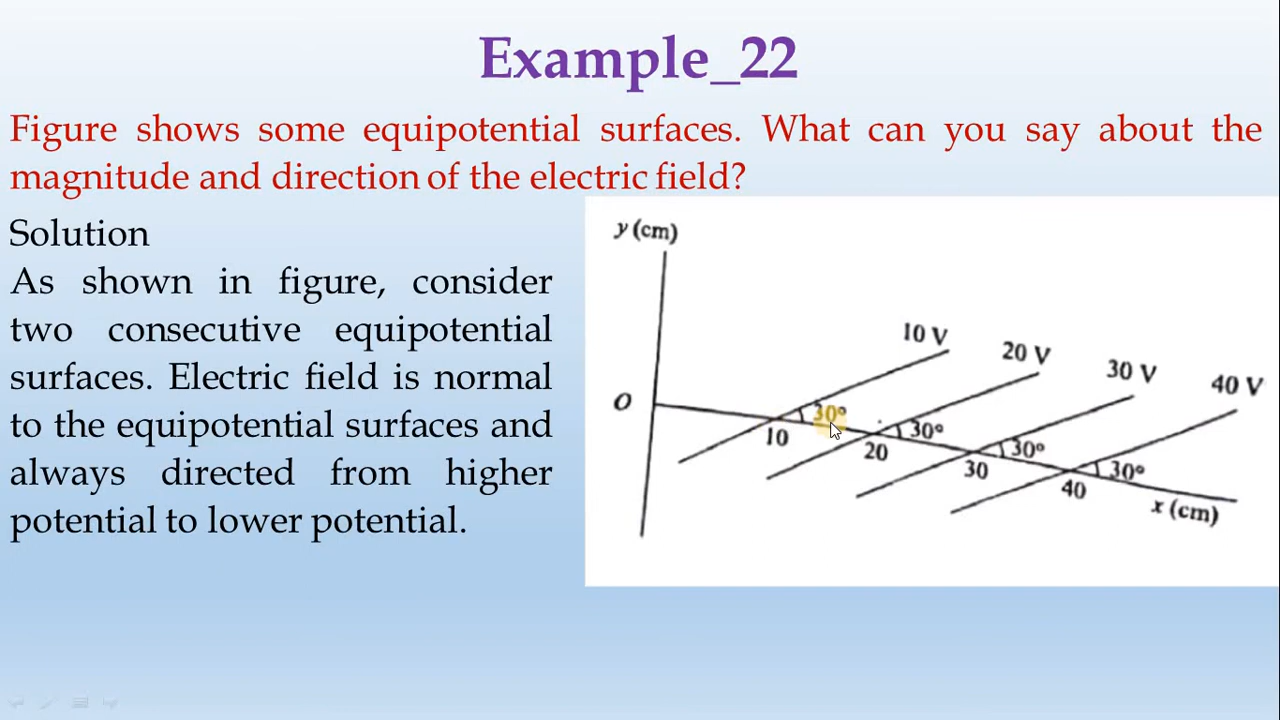 Example_22
Figure shows some equipotential surfaces. What can you say about the
magnitude and direction of the electric field?
Solution
As shown in figure, consider
two consecutive equipotential
surfaces. Electric field is normal
to the equipotential surfaces and
always directed from higher
potential to lower potential.
y (cm)
10 V
20 V
30 V
40 V
O
30°
30°
30°
30°
10
20
30
40
x (cm)